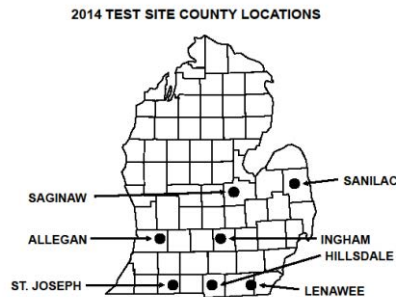 2014 TEST SITE COUNTY LOCATIONS
SANILAC
SAGINAW
ALLEGAN
INGHAM
HILLSDALE
ST. JOSEPH
LENAWEE